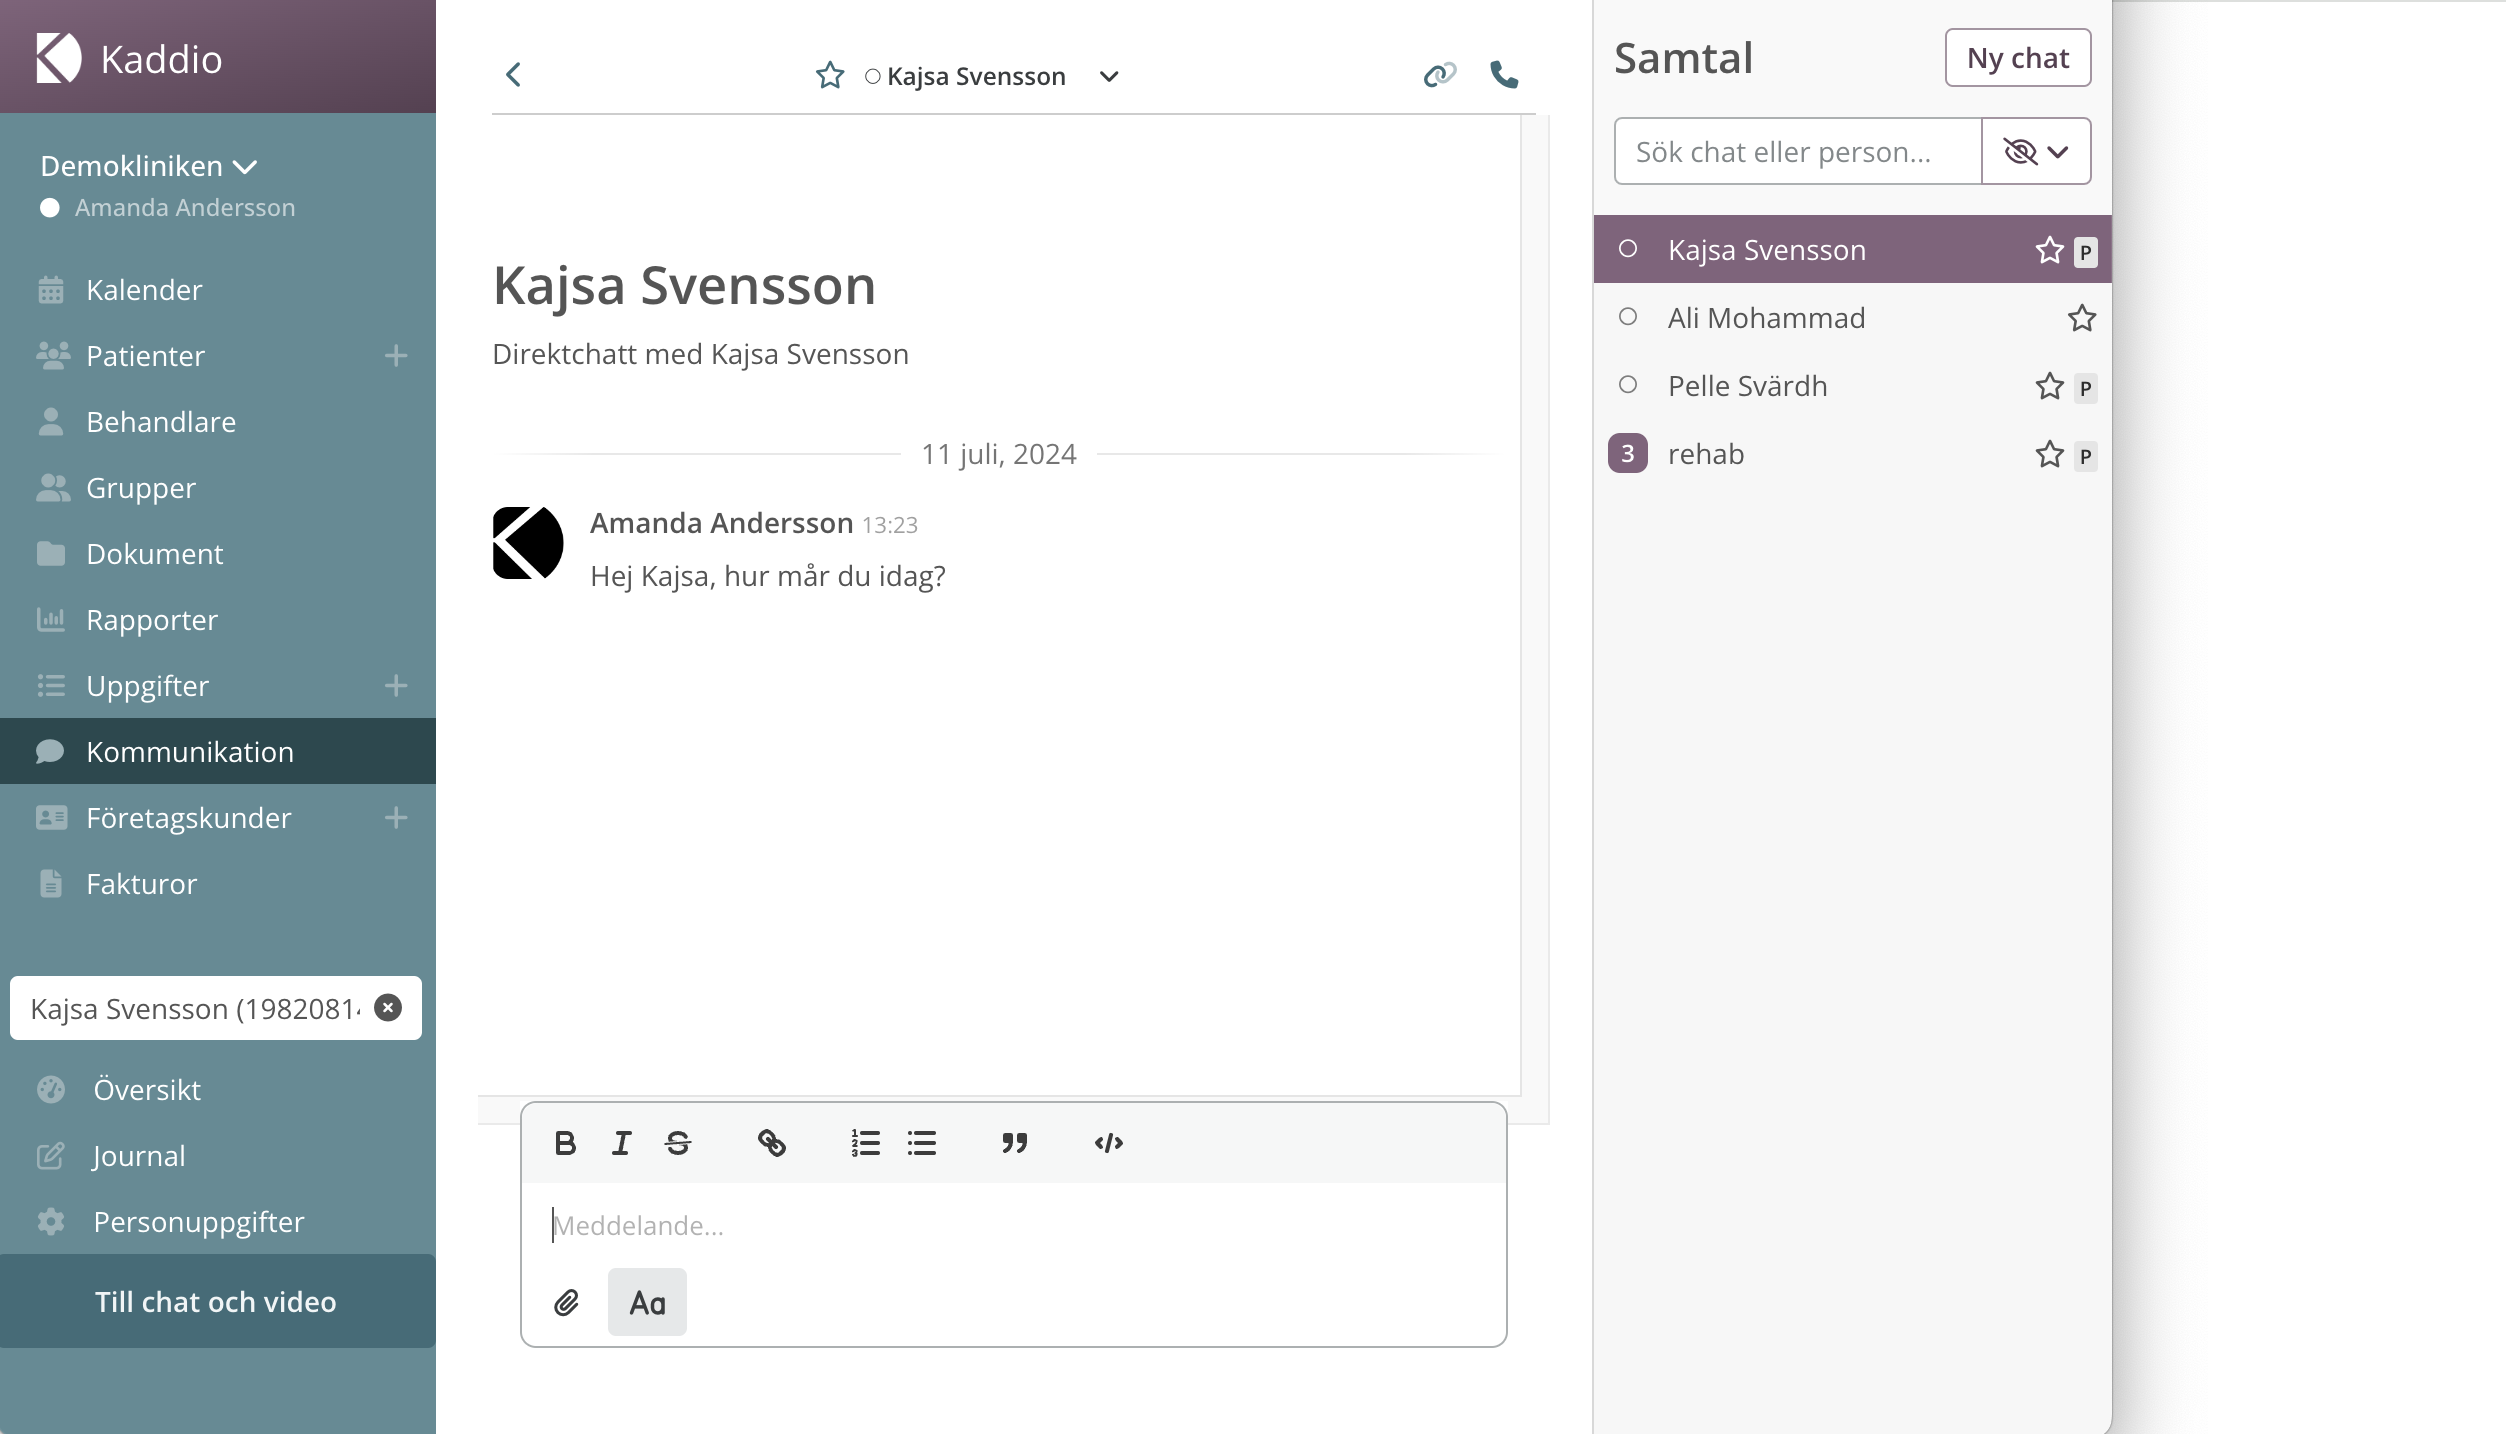 Kaddio
Demokliniken
Amanda Andersson
Kalender
Patienter
Behandlare
Grupper
Dokument
Rapporter
Uppgifter
Kommunikation
Företagskunder
Fakturor
Kajsa Svensson (1982081
Översikt
Journal
Personuppgifter
Till chat och video
Kajsa Svensson
Kajsa Svensson
Direktchatt med Kajsa Svensson
11 juli, 2024
Amanda Andersson 13:23
Hej Kajsa, hur mår du idag?
B I S
Meddelande...
Aa
Samtal
Ny chat
Sök chat eller person...
Kajsa Svensson P
Ali Mohammad
Pelle Svärdh P
3 rehab P